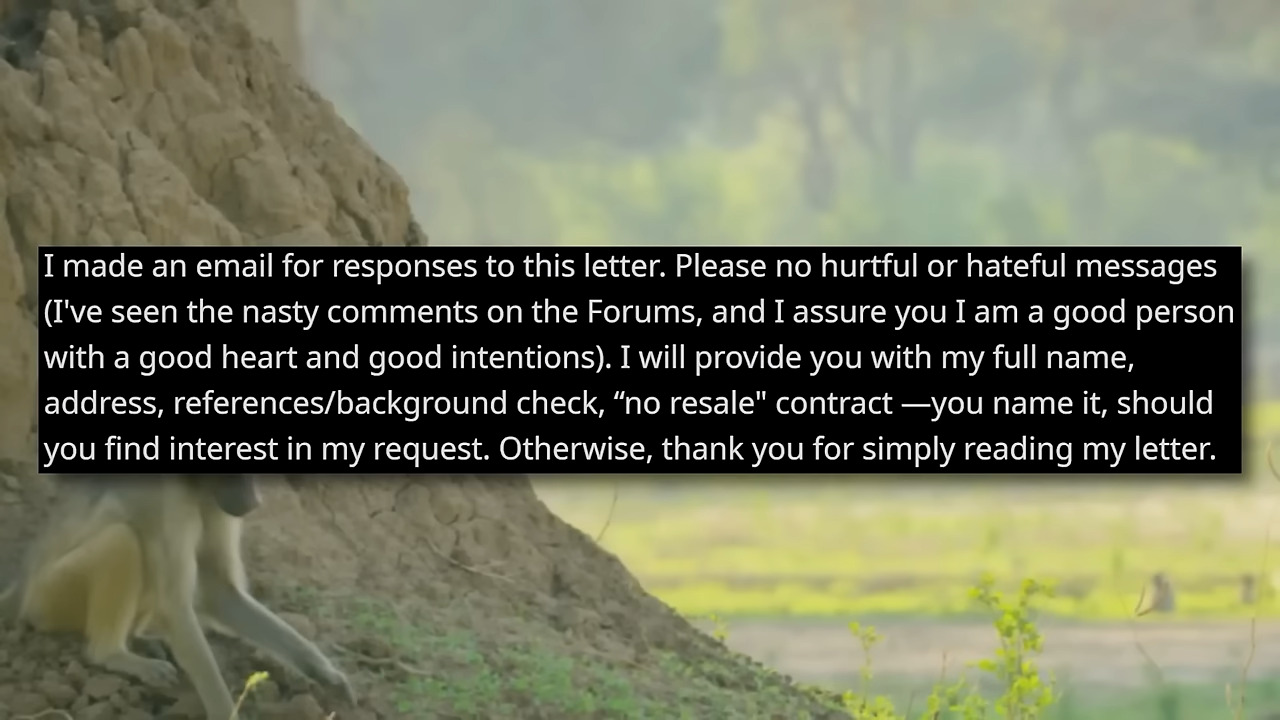 I made an email for responses to this letter. Please no hurtful or hateful messages
(I've seen the nasty comments on the Forums, and I assure you I am a good person
with a good heart and good intentions). I will provide you with my full name,
address, references/background check, “no resale" contract —you name it, should
you find interest in my request. Otherwise, thank you for simply reading my letter.